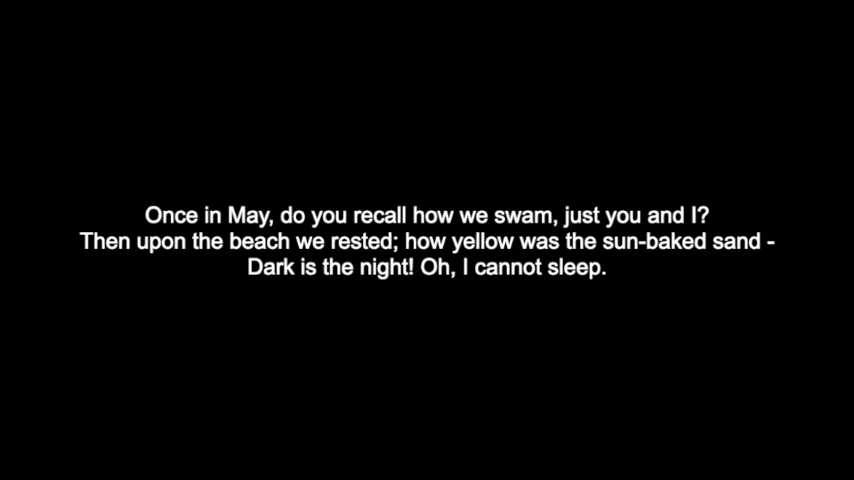 Once in May, do you recall how we swam, just you and I?
Then upon the beach we rested; how yellow was the sun-baked sand -
Dark is the night! Oh, I cannot sleep.